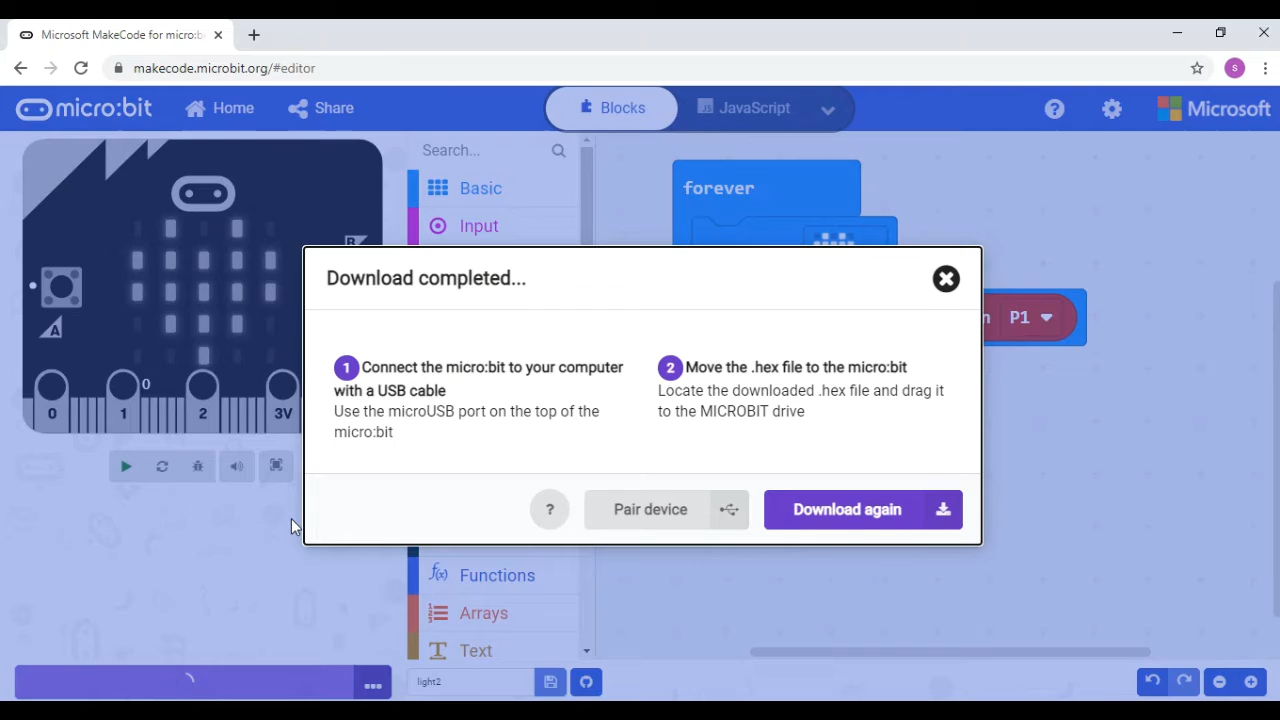 Microsoft MakeCode for micro:b
makecode.microbit.org/#editor
S
micro:bit
Home
Share
Blocks
JS
JavaScript
?
Microsoft
Search...
Basic
Input
forever
B
A
0
0
1
2
3V
P1
Download completed...
1 Connect the micro:bit to your computer
with a USB cable
Use the microUSB port on the top of the
micro:bit
2 Move the .hex file to the micro:bit
Locate the downloaded .hex file and drag it
to the MICROBIT drive
?
Pair device
Download again
f(x) Functions
Arrays
T Text
light2